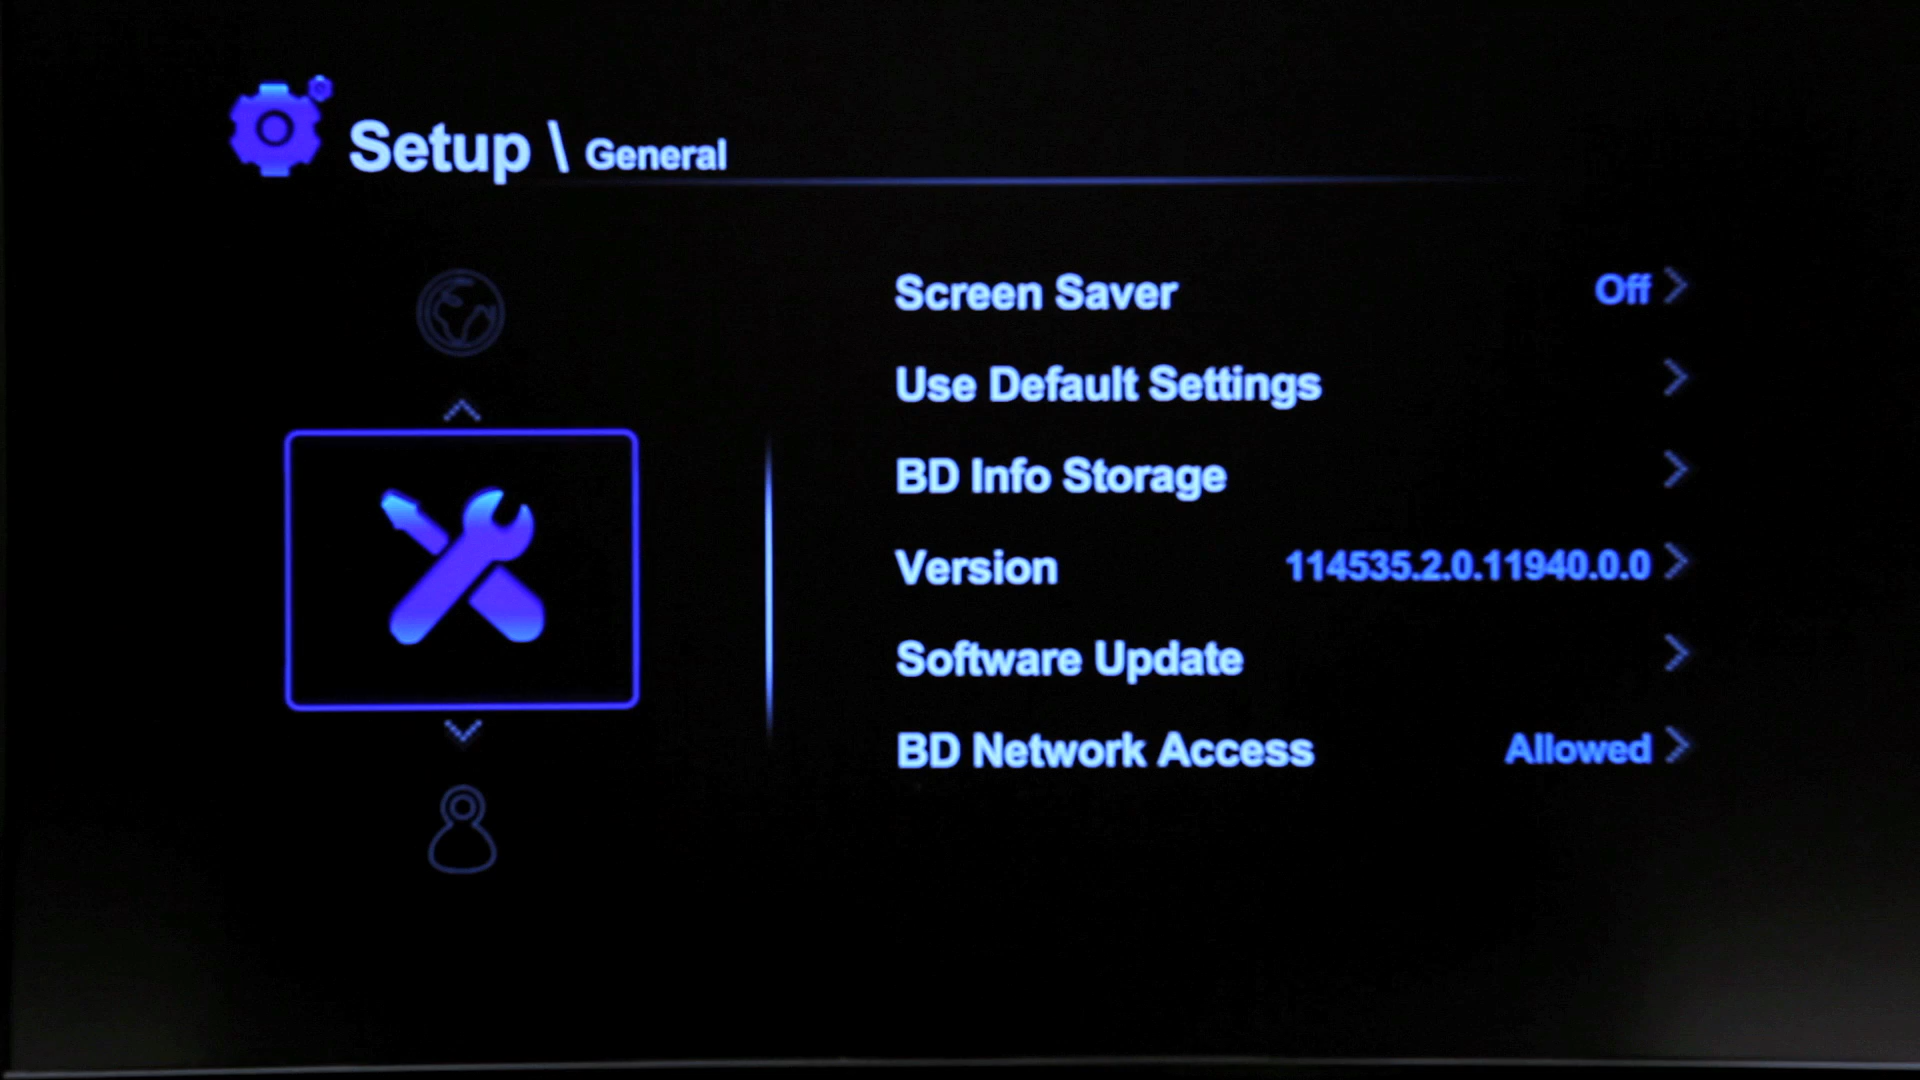 Setup \ General
Screen Saver Off
Use Default Settings
BD Info Storage
Version 114535.2.0.11940.0.0
Software Update
BD Network Access Allowed